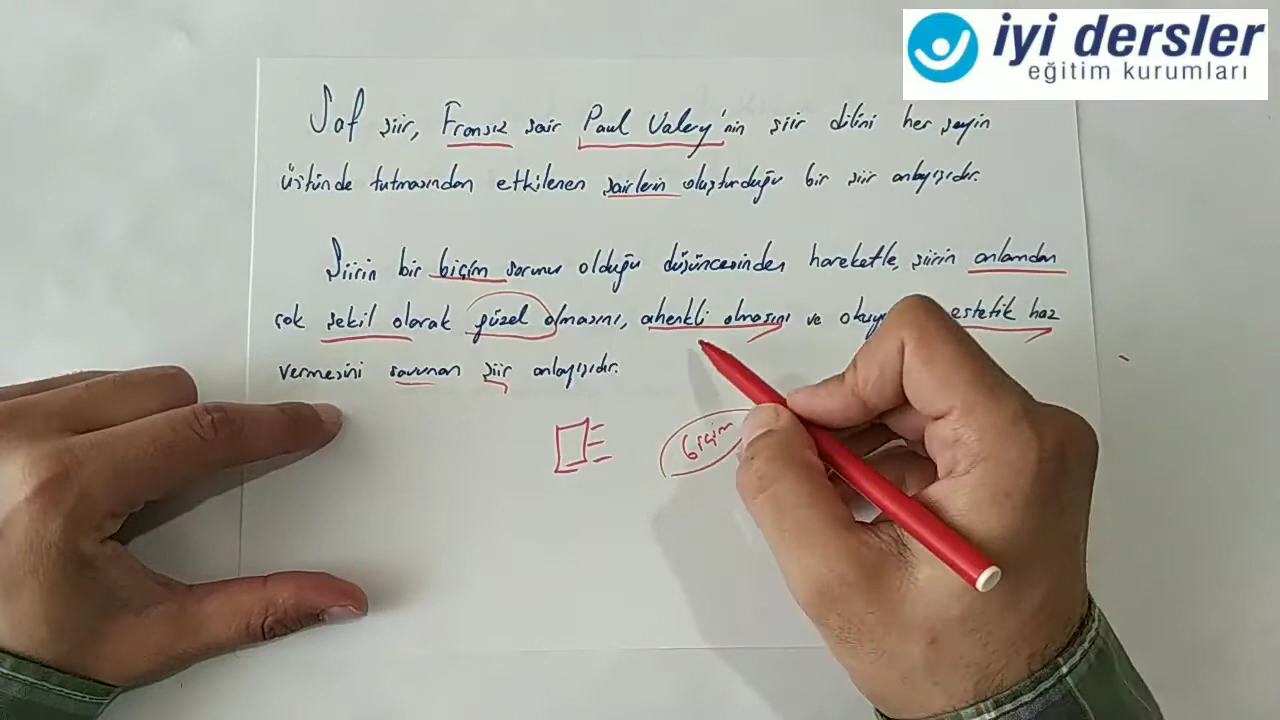 iyi dersler
eğitim kurumları
Saf şiir, Fransız şair Paul Valery'nin şiir dilini her şeyin
üstünde tutmasından etkilenen şairlerin oluşturduğu bir şiir anlayışıdır.
Şiirin bir biçim sorunu olduğu düşüncesinden hareketle, şiirin anlamdan
çok şekil olarak güzel olmasını, ahenkli olmasını ve estetik haz
vermesini savunan şiir anlayışıdır.
biçim